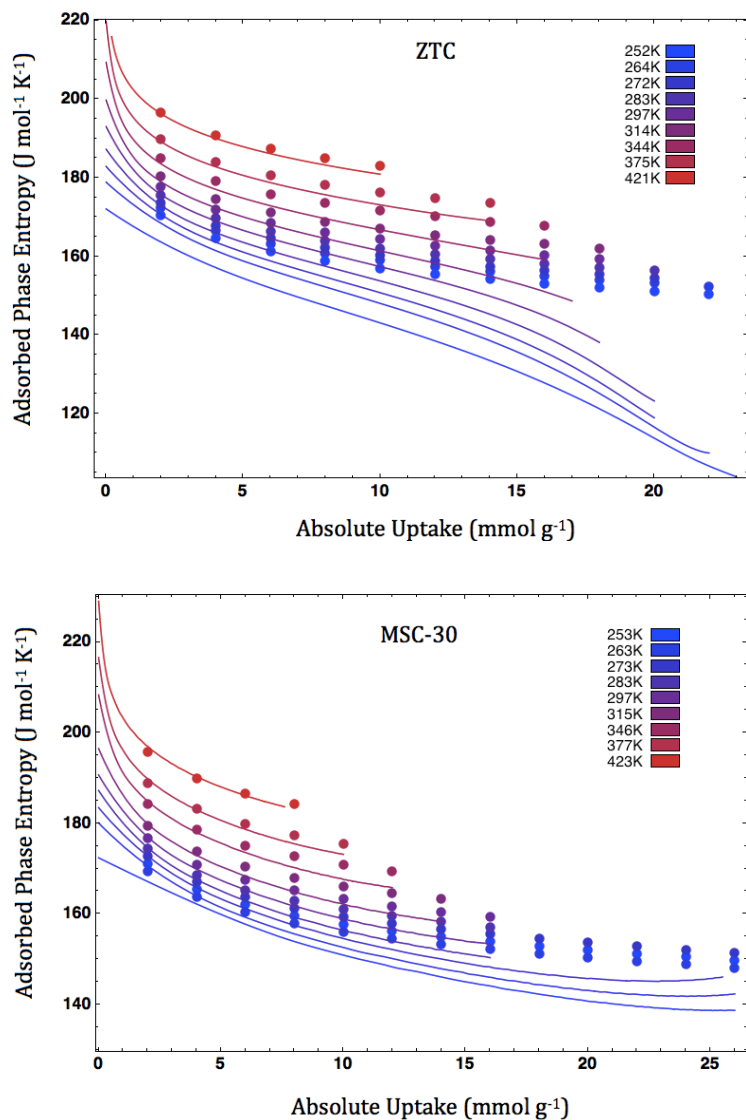 ZTC
220
200
180
160
140
120
Adsorbed Phase Entropy (J mol⁻¹ K⁻¹)
252K
264K
272K
283K
297K
314K
344K
375K
421K
0 5 10 15 20
Absolute Uptake (mmol g⁻¹)
MSC-30
220
200
180
160
140
Adsorbed Phase Entropy (J mol⁻¹ K⁻¹)
253K
263K
273K
283K
297K
315K
346K
377K
423K
0 5 10 15 20 25
Absolute Uptake (mmol g⁻¹)